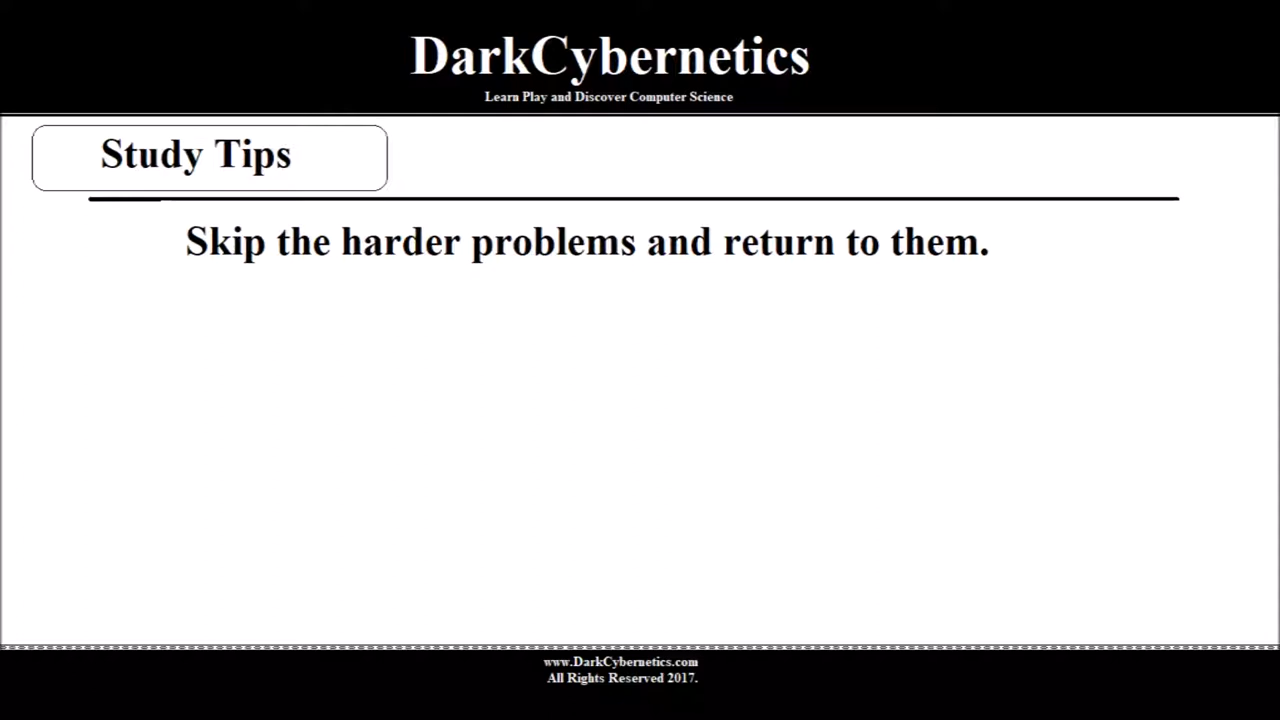 DarkCybernetics
Learn Play and Discover Computer Science
Study Tips
Skip the harder problems and return to them.
www.DarkCybernetics.com
All Rights Reserved 2017.